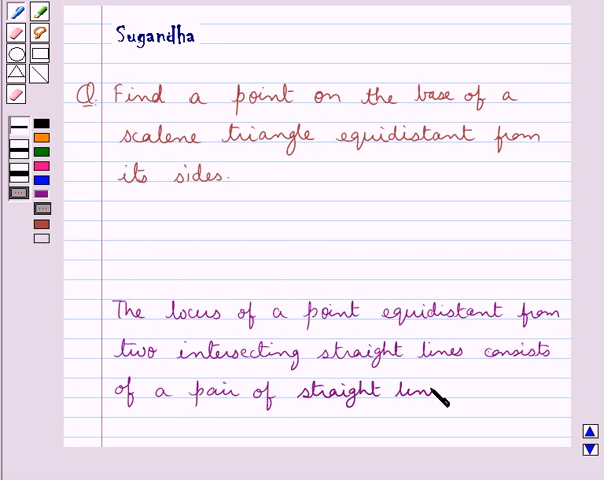 Sugandha
Q. Find a point on the base of a
scalene triangle equidistant from
its sides.
The locus of a point equidistant from
two intersecting straight lines consists
of a pair of straight